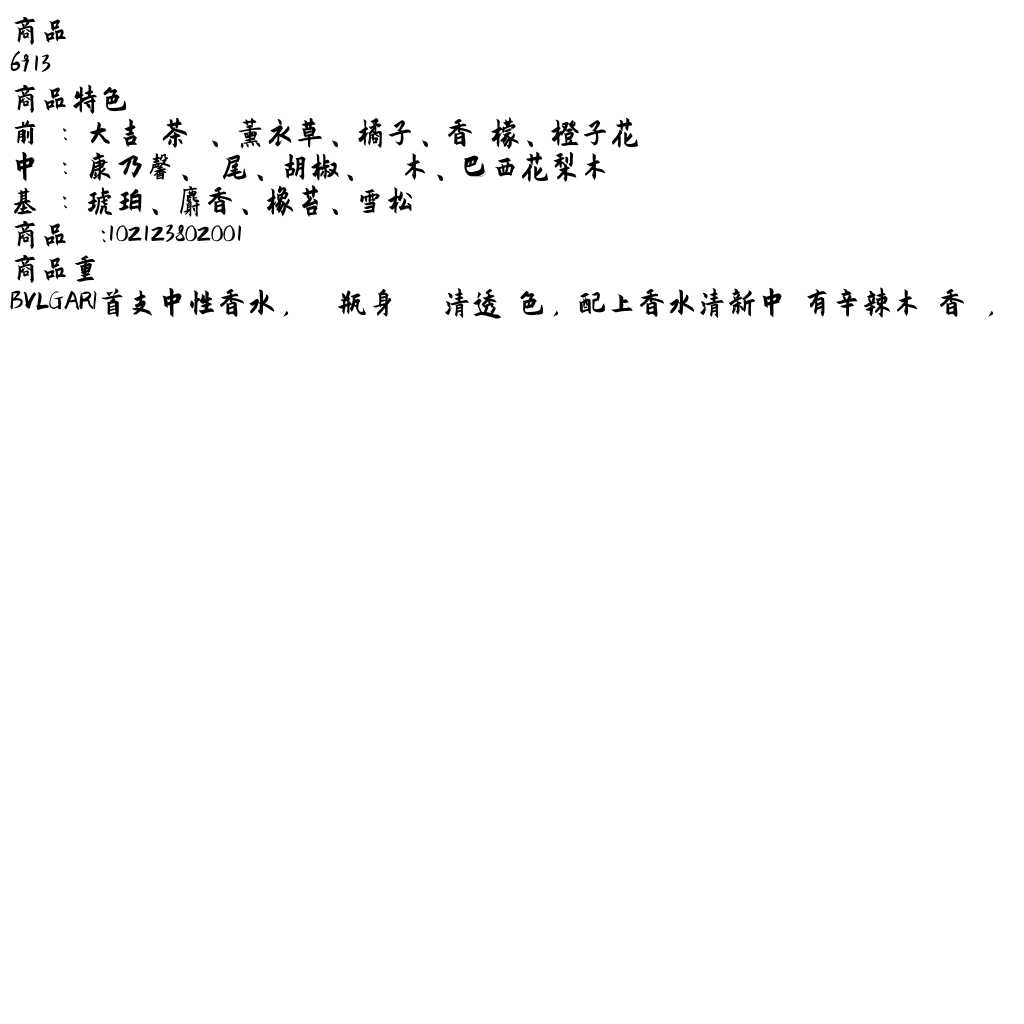 商品
6913
商品特色
前 : 大吉 茶 、薰衣草、橘子、香 檬、橙子花
中 : 康乃馨、 尾、胡椒、 木、巴西花梨木
基 : 琥珀、麝香、橡苔、雪松
商品 :102123802001
商品重
BVLGARI首支中性香水, 瓶身 清透 色, 配上香水清新中 有辛辣木 香 ,